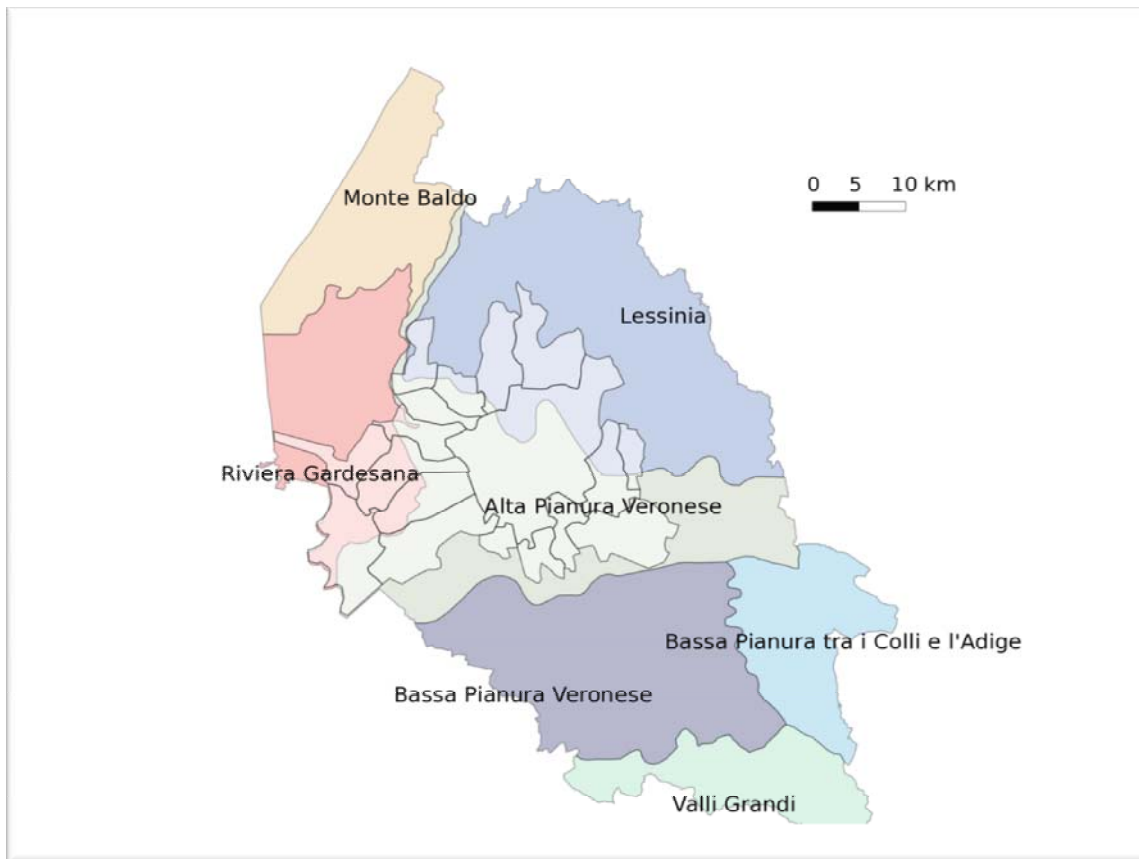 0 5 10 km
Monte Baldo
Lessinia
Riviera Gardesana
Alta Pianura Veronese
Bassa Pianura tra i Colli e l'Adige
Bassa Pianura Veronese
Valli Grandi